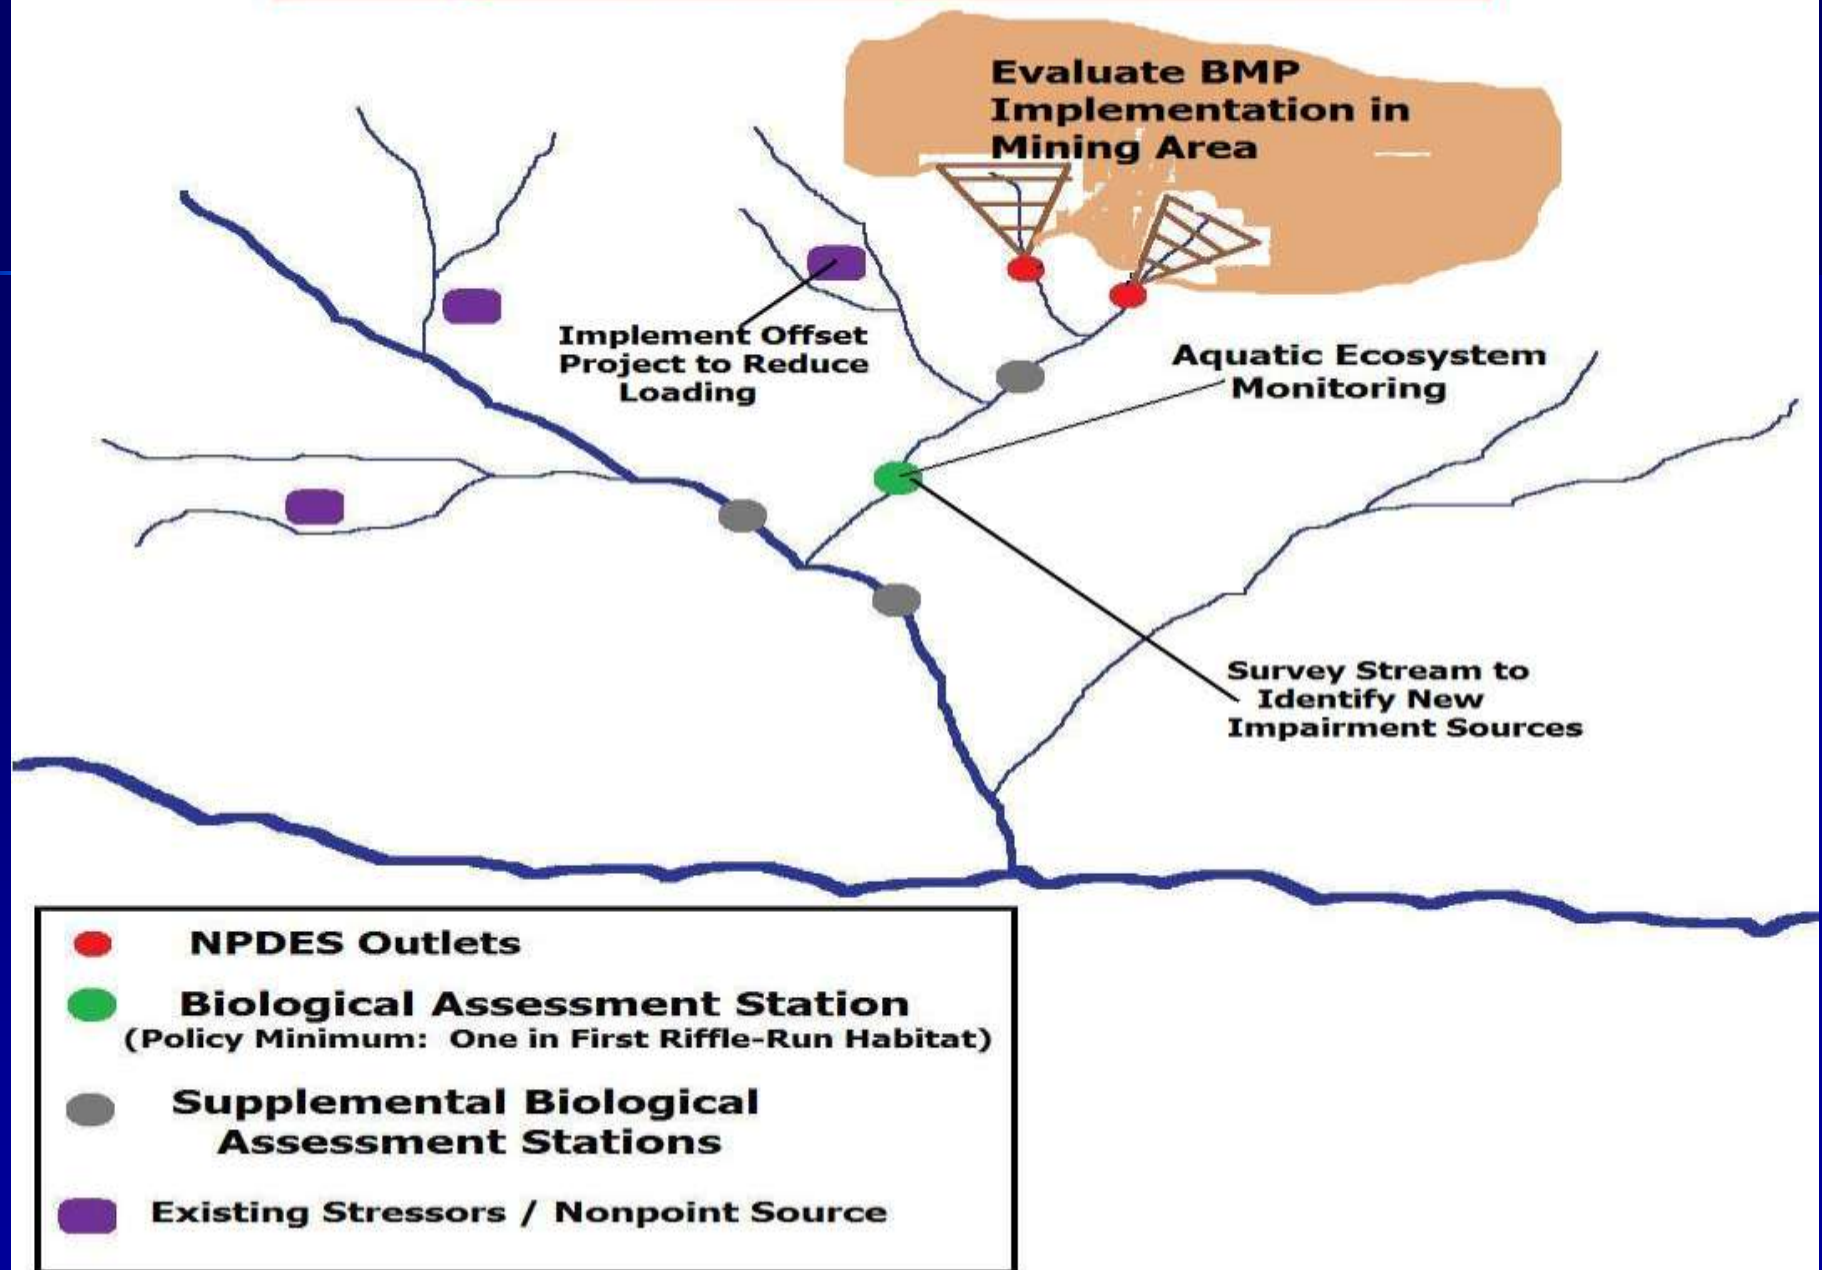 Evaluate BMP
Implementation in
Mining Area
Implement Offset
Project to Reduce
Loading
Aquatic Ecosystem
Monitoring
Survey Stream to
Identify New
Impairment Sources
NPDES Outlets
Biological Assessment Station
(Policy Minimum: One in First Riffle-Run Habitat)
Supplemental Biological
Assessment Stations
Existing Stressors / Nonpoint Source